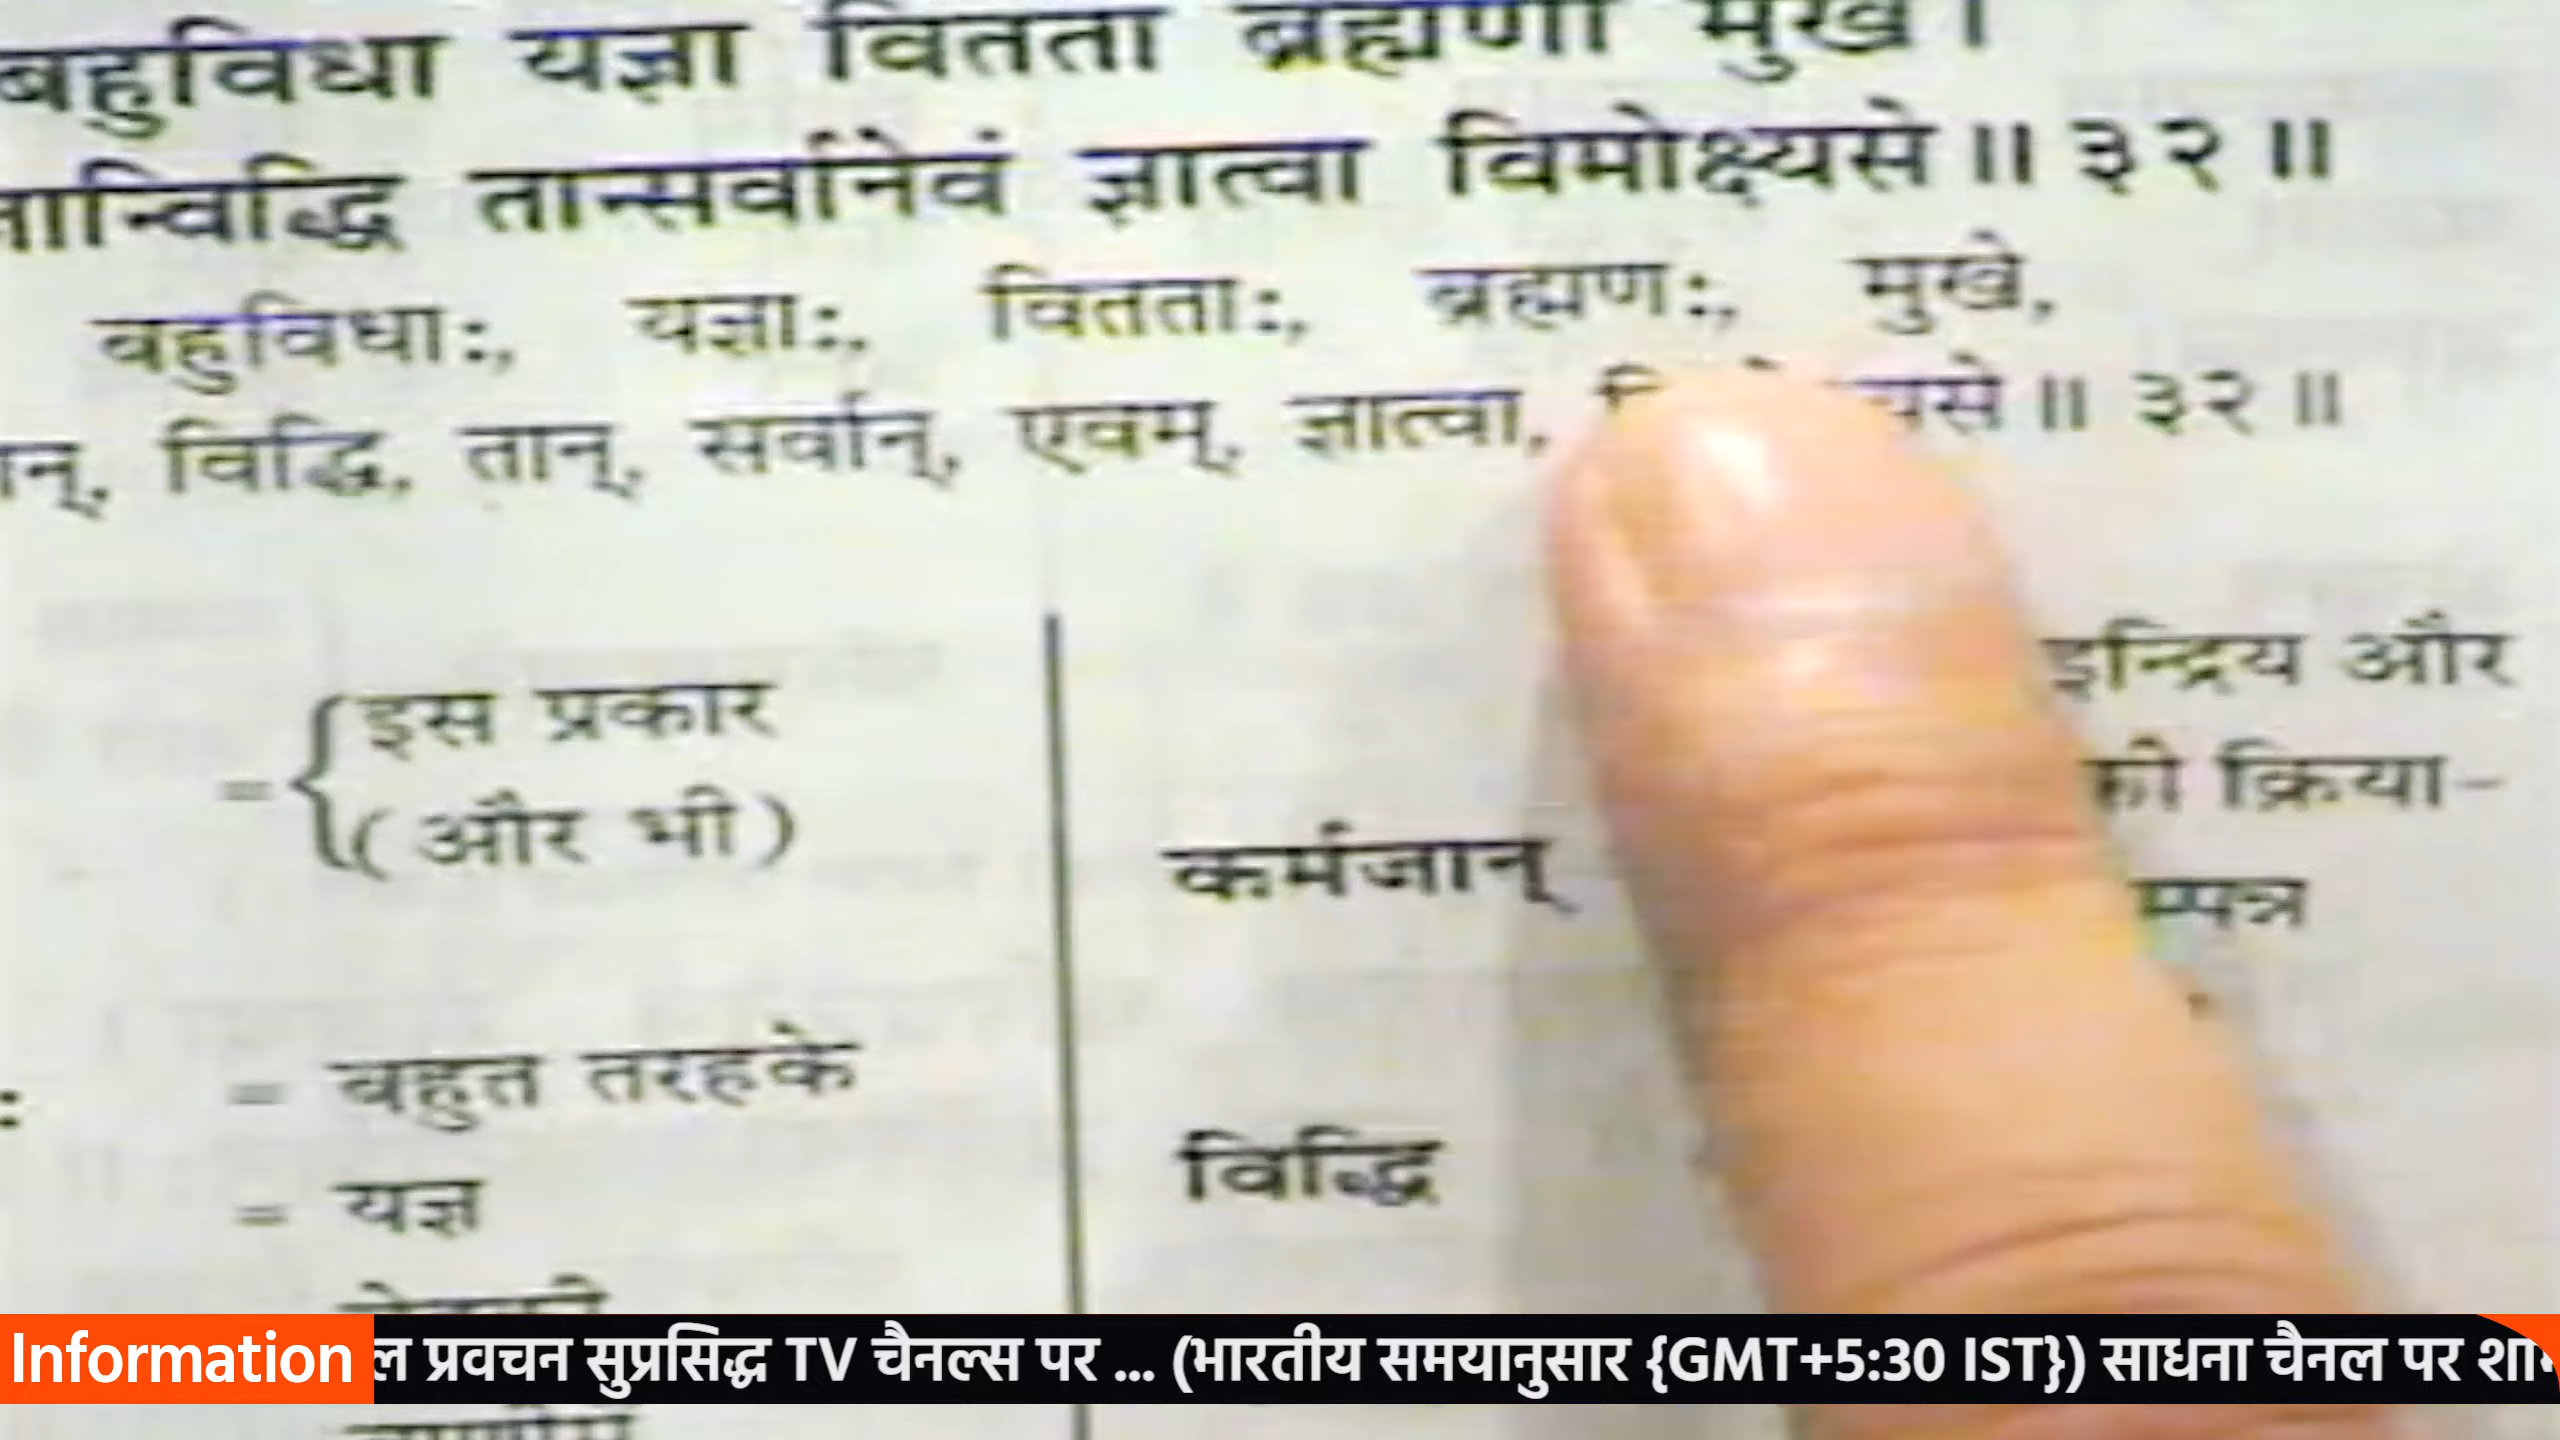 बहुविधा यज्ञा वितता ब्रह्मणो मुखे ।
तान्सर्वानेवं ज्ञात्वा विमोक्ष्यसे ॥ ३२ ॥
बहुविधाः, यज्ञाः, वितताः, ब्रह्मणः, मुखे,
विद्धि, तान्, सर्वान्, एवम्, ज्ञात्वा, ॥ ३२ ॥
= इस प्रकार
( और भी )
= बहुत तरहके
= यज्ञ
इन्द्रिय और
की क्रिया-
कर्मजान्
विद्धि
Information
प्रवचन सुप्रसिद्ध TV चैनल्स पर ... (भारतीय समयानुसार {GMT+5:30 IST}) साधना चैनल पर